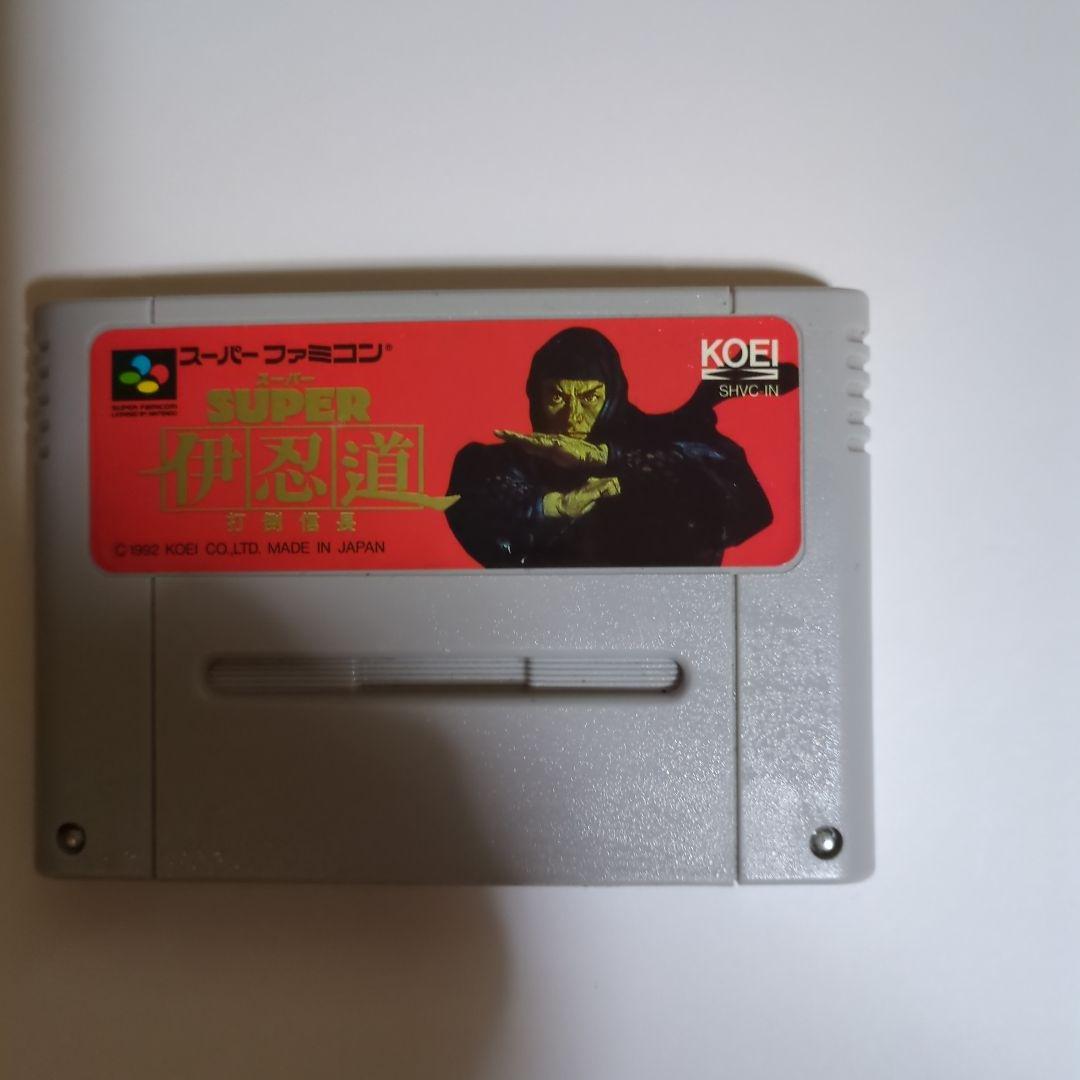 スーパーファミコン®
SUPER FAMICOM
LICENSED BY NINTENDO
スーパー
SUPER
伊忍道
打倒信長
© 1992 KOEI CO.,LTD. MADE IN JAPAN
KOEI
SHVC-IN